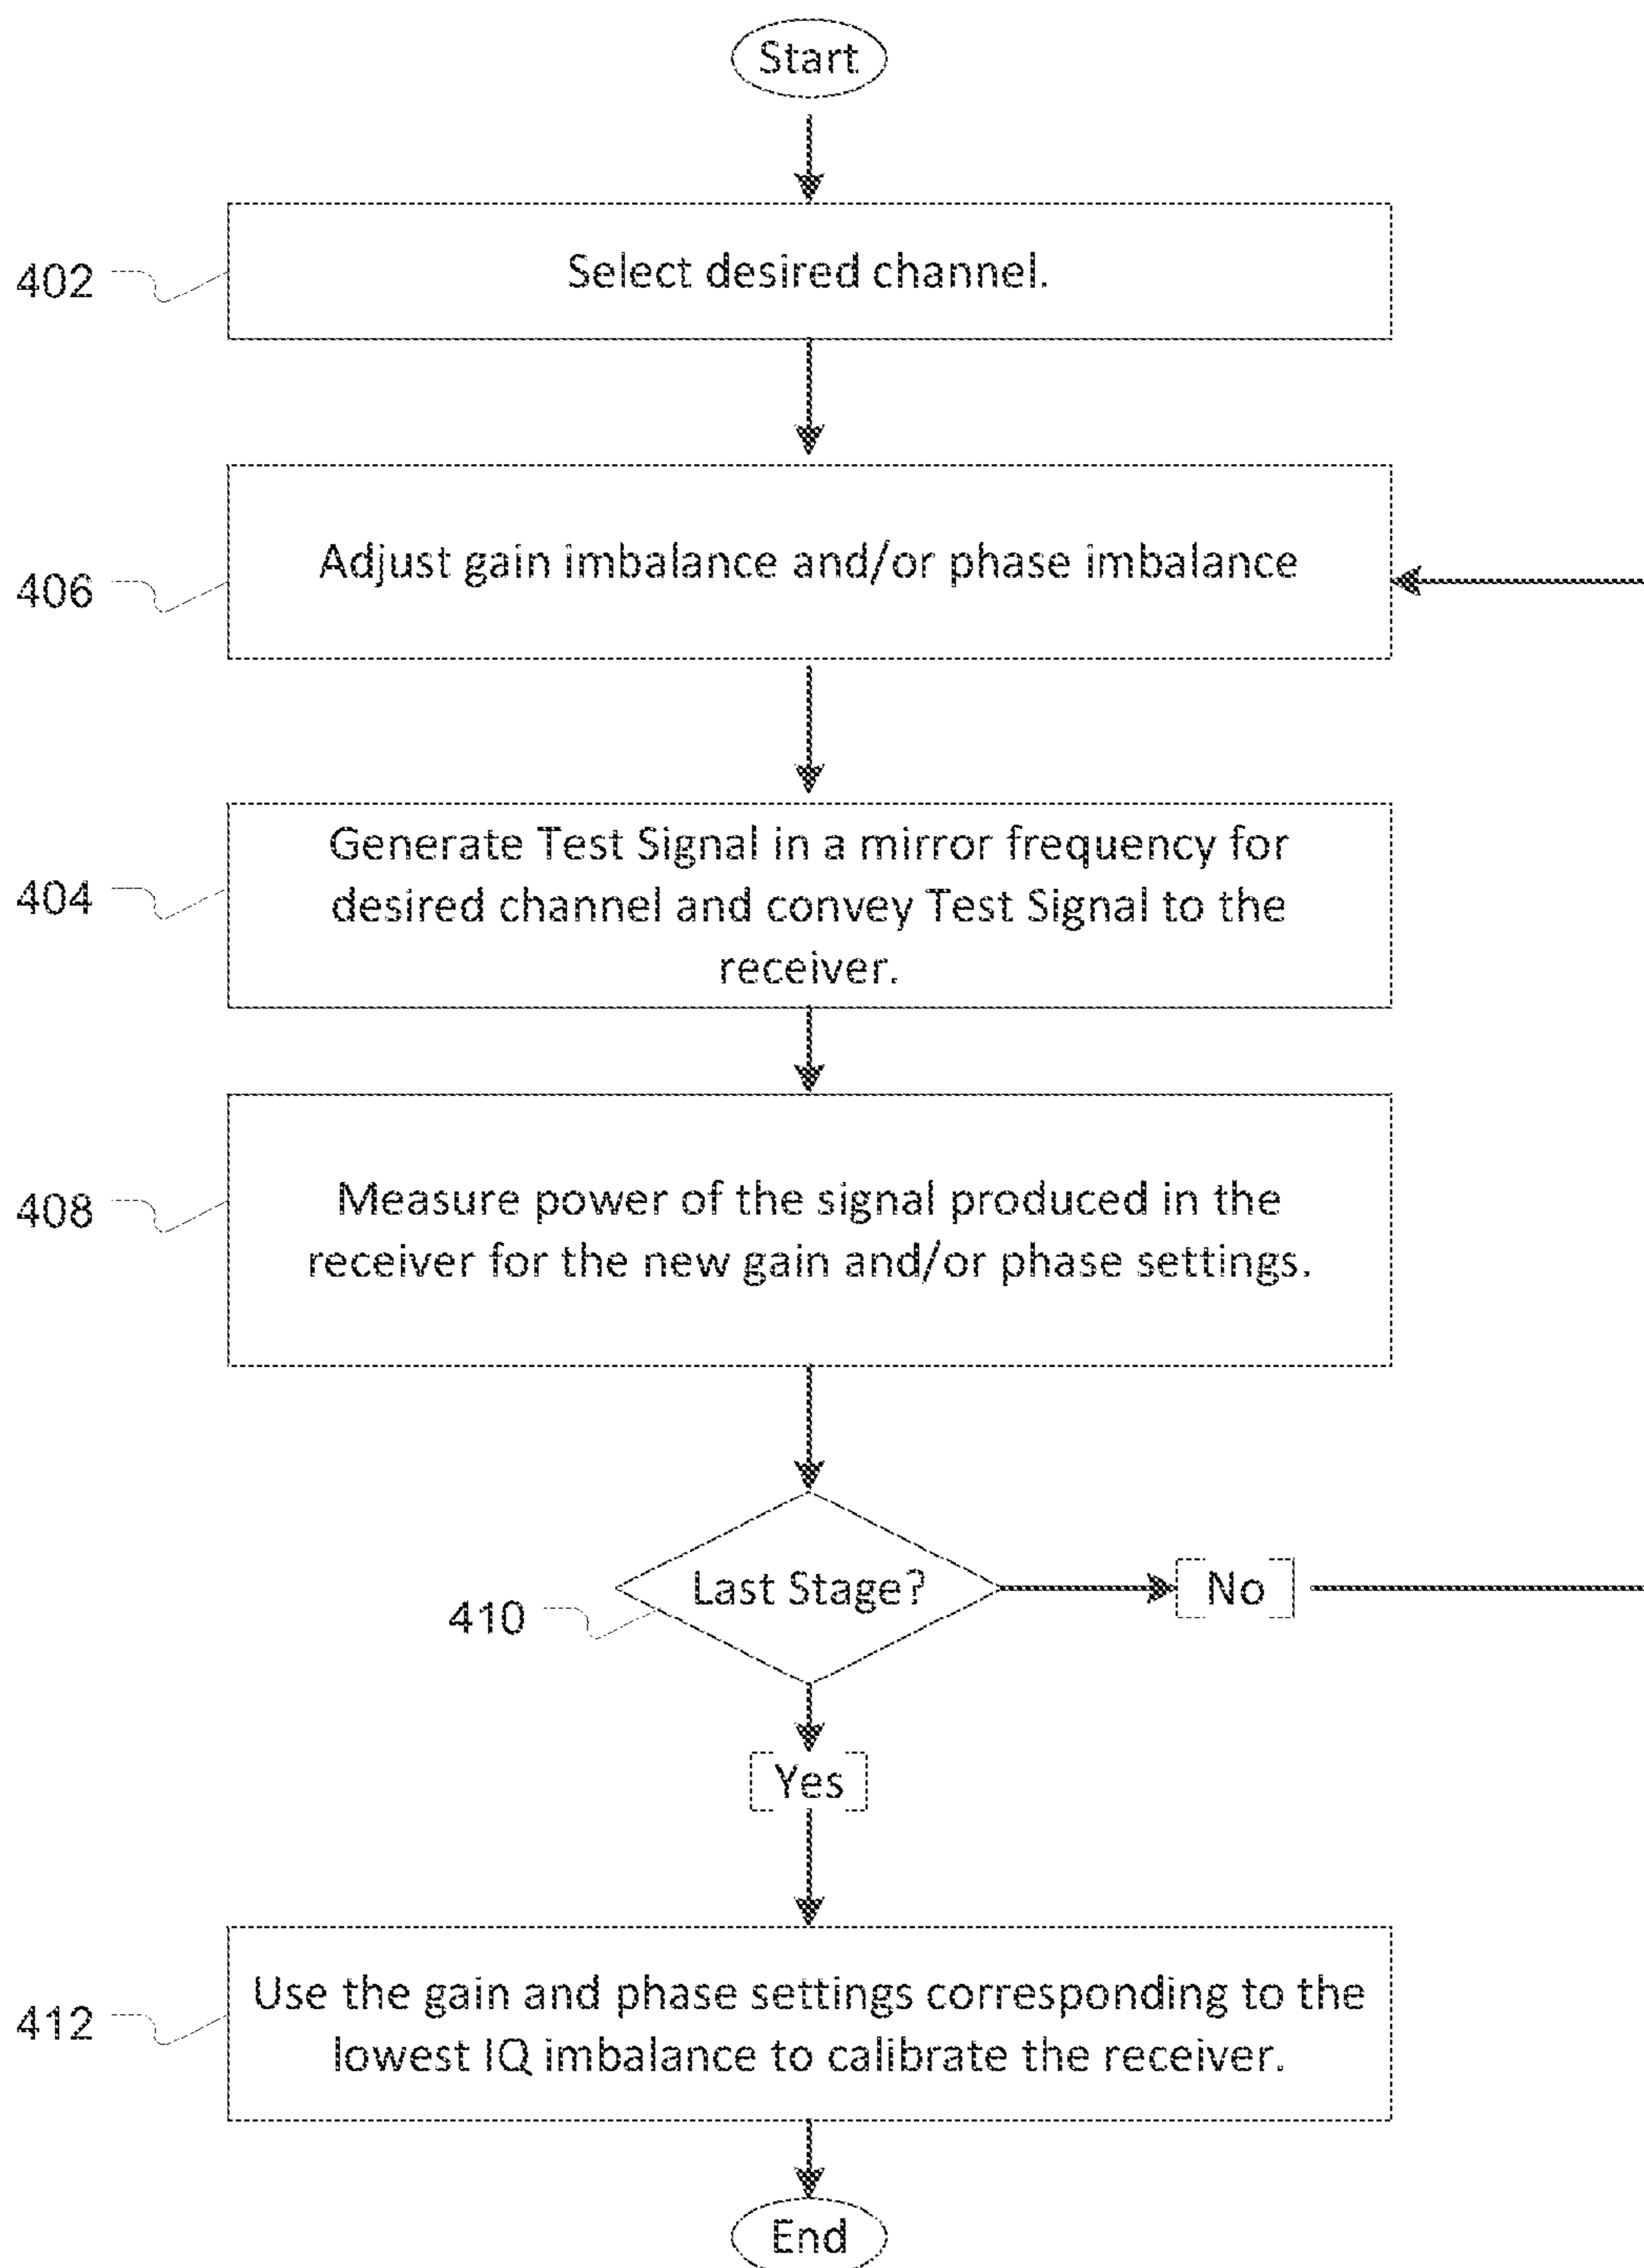 Start
402
Select desired channel.
406
Adjust gain imbalance and/or phase imbalance
404
Generate Test Signal in a mirror frequency for
desired channel and convey Test Signal to the
receiver.
408
Measure power of the signal produced in the
receiver for the new gain and/or phase settings.
410
Last Stage?
No
Yes
412
Use the gain and phase settings corresponding to the
lowest IQ imbalance to calibrate the receiver.
End